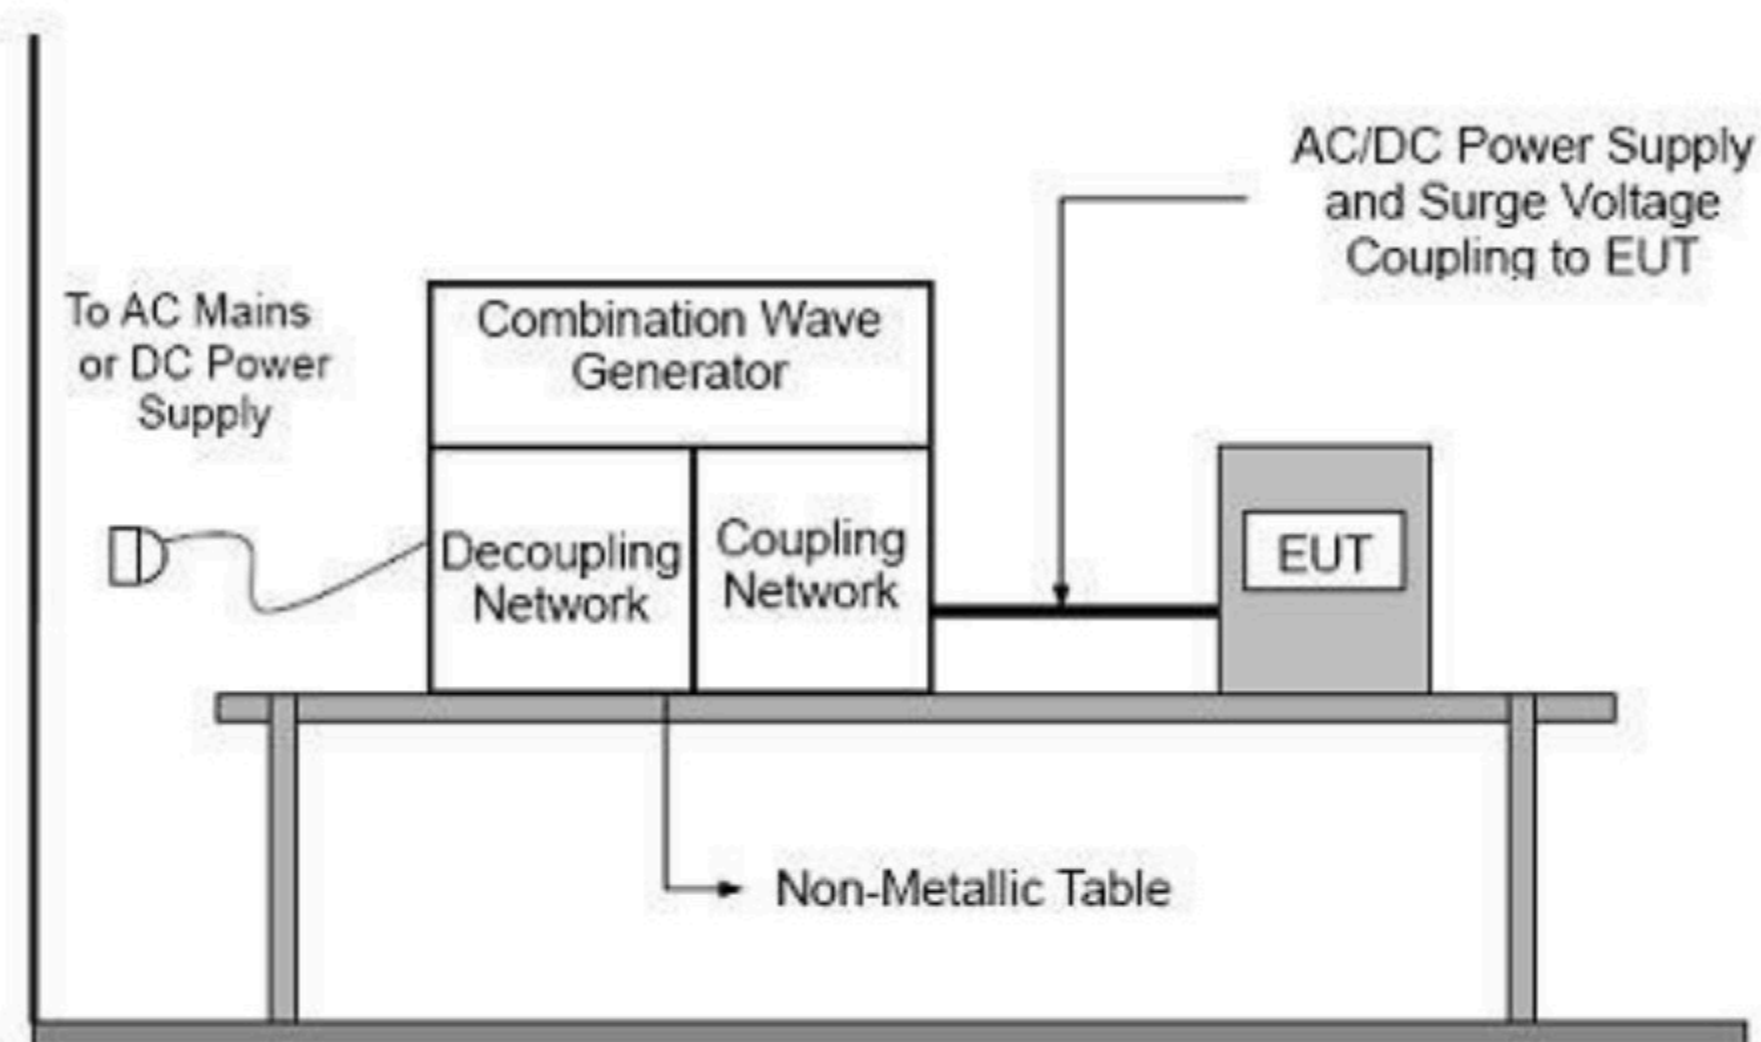 AC/DC Power Supply
and Surge Voltage
Coupling to EUT
To AC Mains
or DC Power
Supply
Combination Wave
Generator
Decoupling
Network
Coupling
Network
EUT
Non-Metallic Table